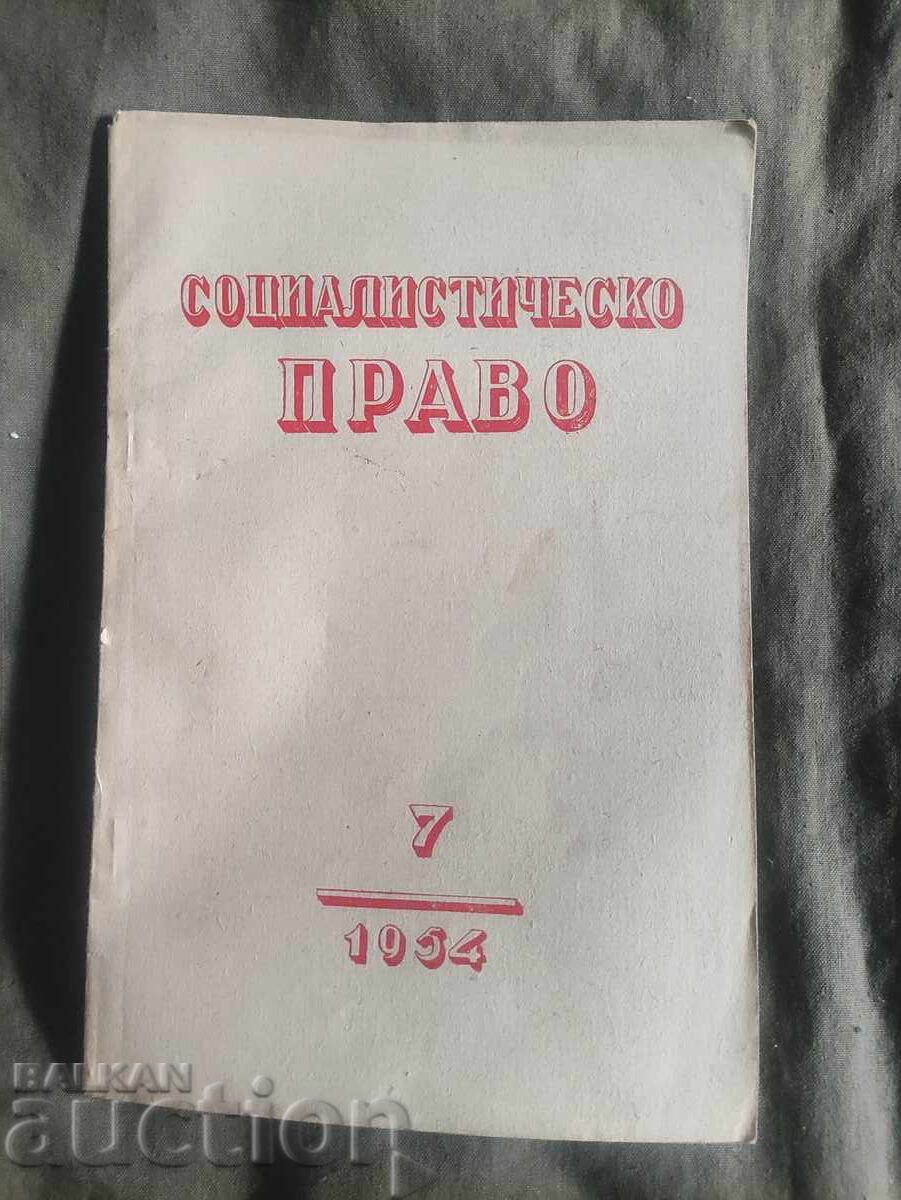 СОЦИАЛИСТИЧЕСКО
ПРАВО
7
1954
BALKAN
auction